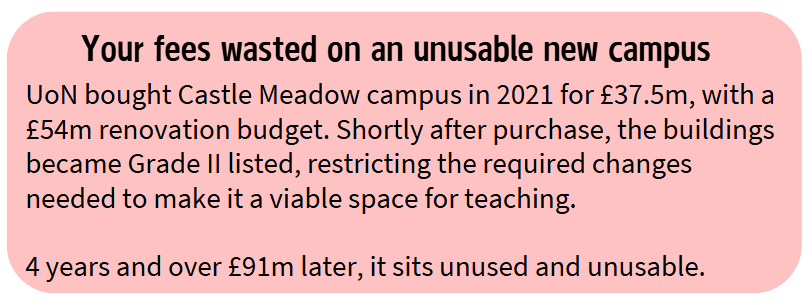 Your fees wasted on an unusable new campus
UoN bought Castle Meadow campus in 2021 for £37.5m, with a
£54m renovation budget. Shortly after purchase, the buildings
became Grade II listed, restricting the required changes
needed to make it a viable space for teaching.
4 years and over £91m later, it sits unused and unusable.